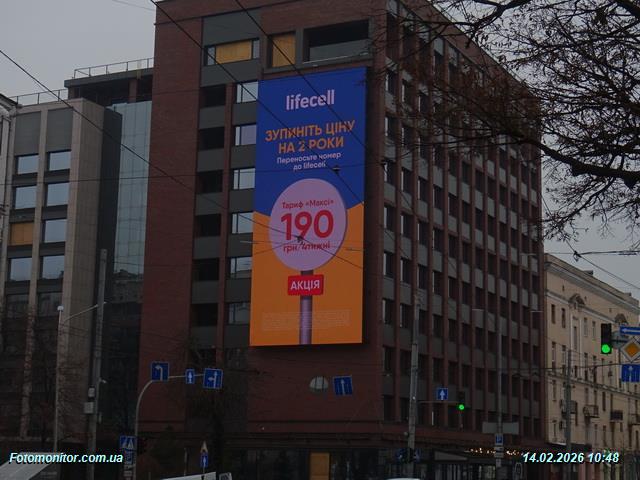 lifecell
ЗУПИНІТЬ ЦІНУ
НА 2 РОКИ
Переносьте номер
до lifecell
Тариф «Максі»
190
грн/4тижні
АКЦІЯ
Fotomonitor.com.ua
14.02.2026 10:48